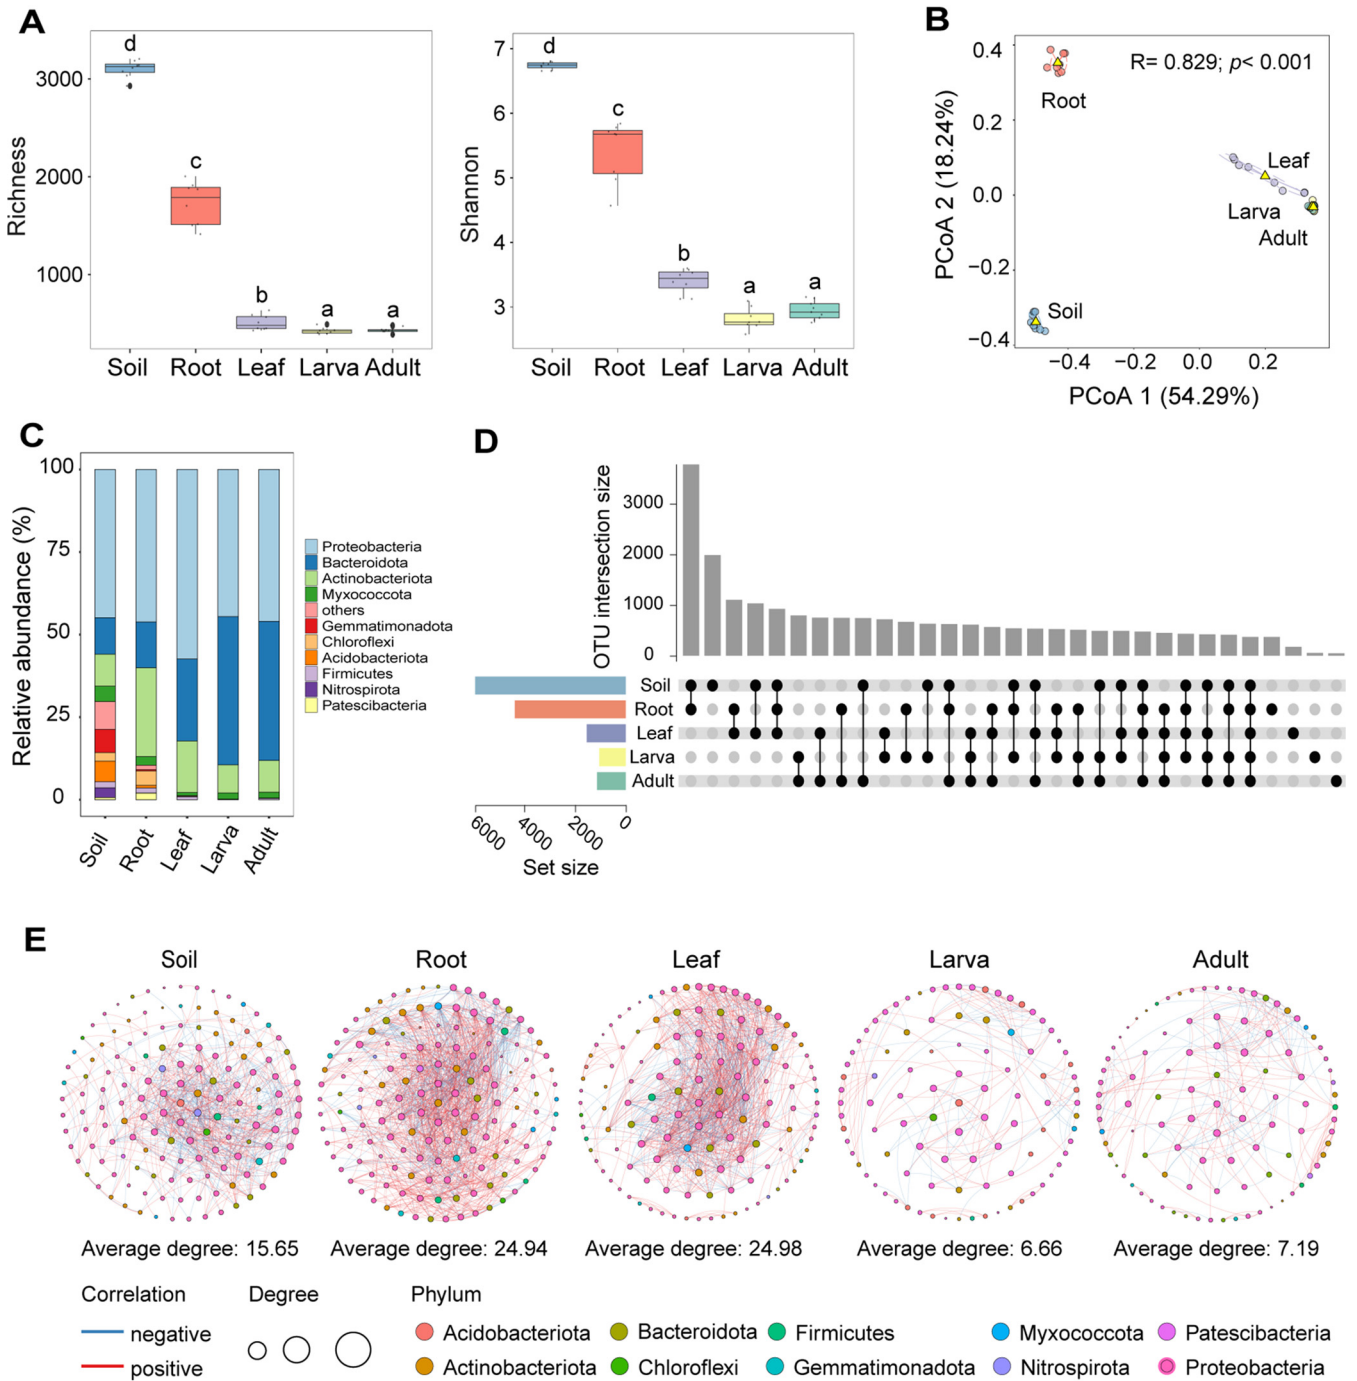 A
Richness
3000
2000
1000
d
c
b
a
a
Soil Root Leaf Larva Adult
Shannon
7
6
5
4
3
d
c
b
a
a
Soil Root Leaf Larva Adult
B
R= 0.829; p< 0.001
PCoA 2 (18.24%)
0.4
0.2
0.0
−0.2
−0.4
Root
Leaf
Larva
Adult
Soil
−0.4 −0.2 0.0 0.2
PCoA 1 (54.29%)
C
Relative abundance (%)
100
75
50
25
0
Soil Root Leaf Larva Adult
Proteobacteria
Bacteroidota
Actinobacteriota
Myxococcota
others
Gemmatimonadota
Chloroflexi
Acidobacteriota
Firmicutes
Nitrospirota
Patescibacteria
D
OTU intersection size
3000
2000
1000
0
Soil
Root
Leaf
Larva
Adult
6000 4000 2000 0
Set size
E
Soil Root Leaf Larva Adult
Average degree: 15.65 Average degree: 24.94 Average degree: 24.98 Average degree: 6.66 Average degree: 7.19
Correlation
negative
positive
Degree
Phylum
Acidobacteriota Bacteroidota Firmicutes Myxococcota Patescibacteria
Actinobacteriota Chloroflexi Gemmatimonadota Nitrospirota Proteobacteria